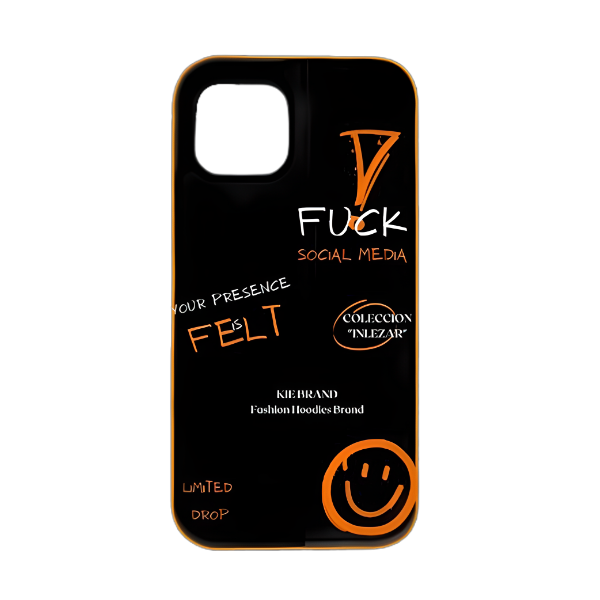 FUCK
SOCIAL MEDIA
YOUR PRESENCE
IS
FELT
COLECCION
"INLEZAR"
KIE BRAND
Fashion Hoodies Brand
LIMITED
DROP